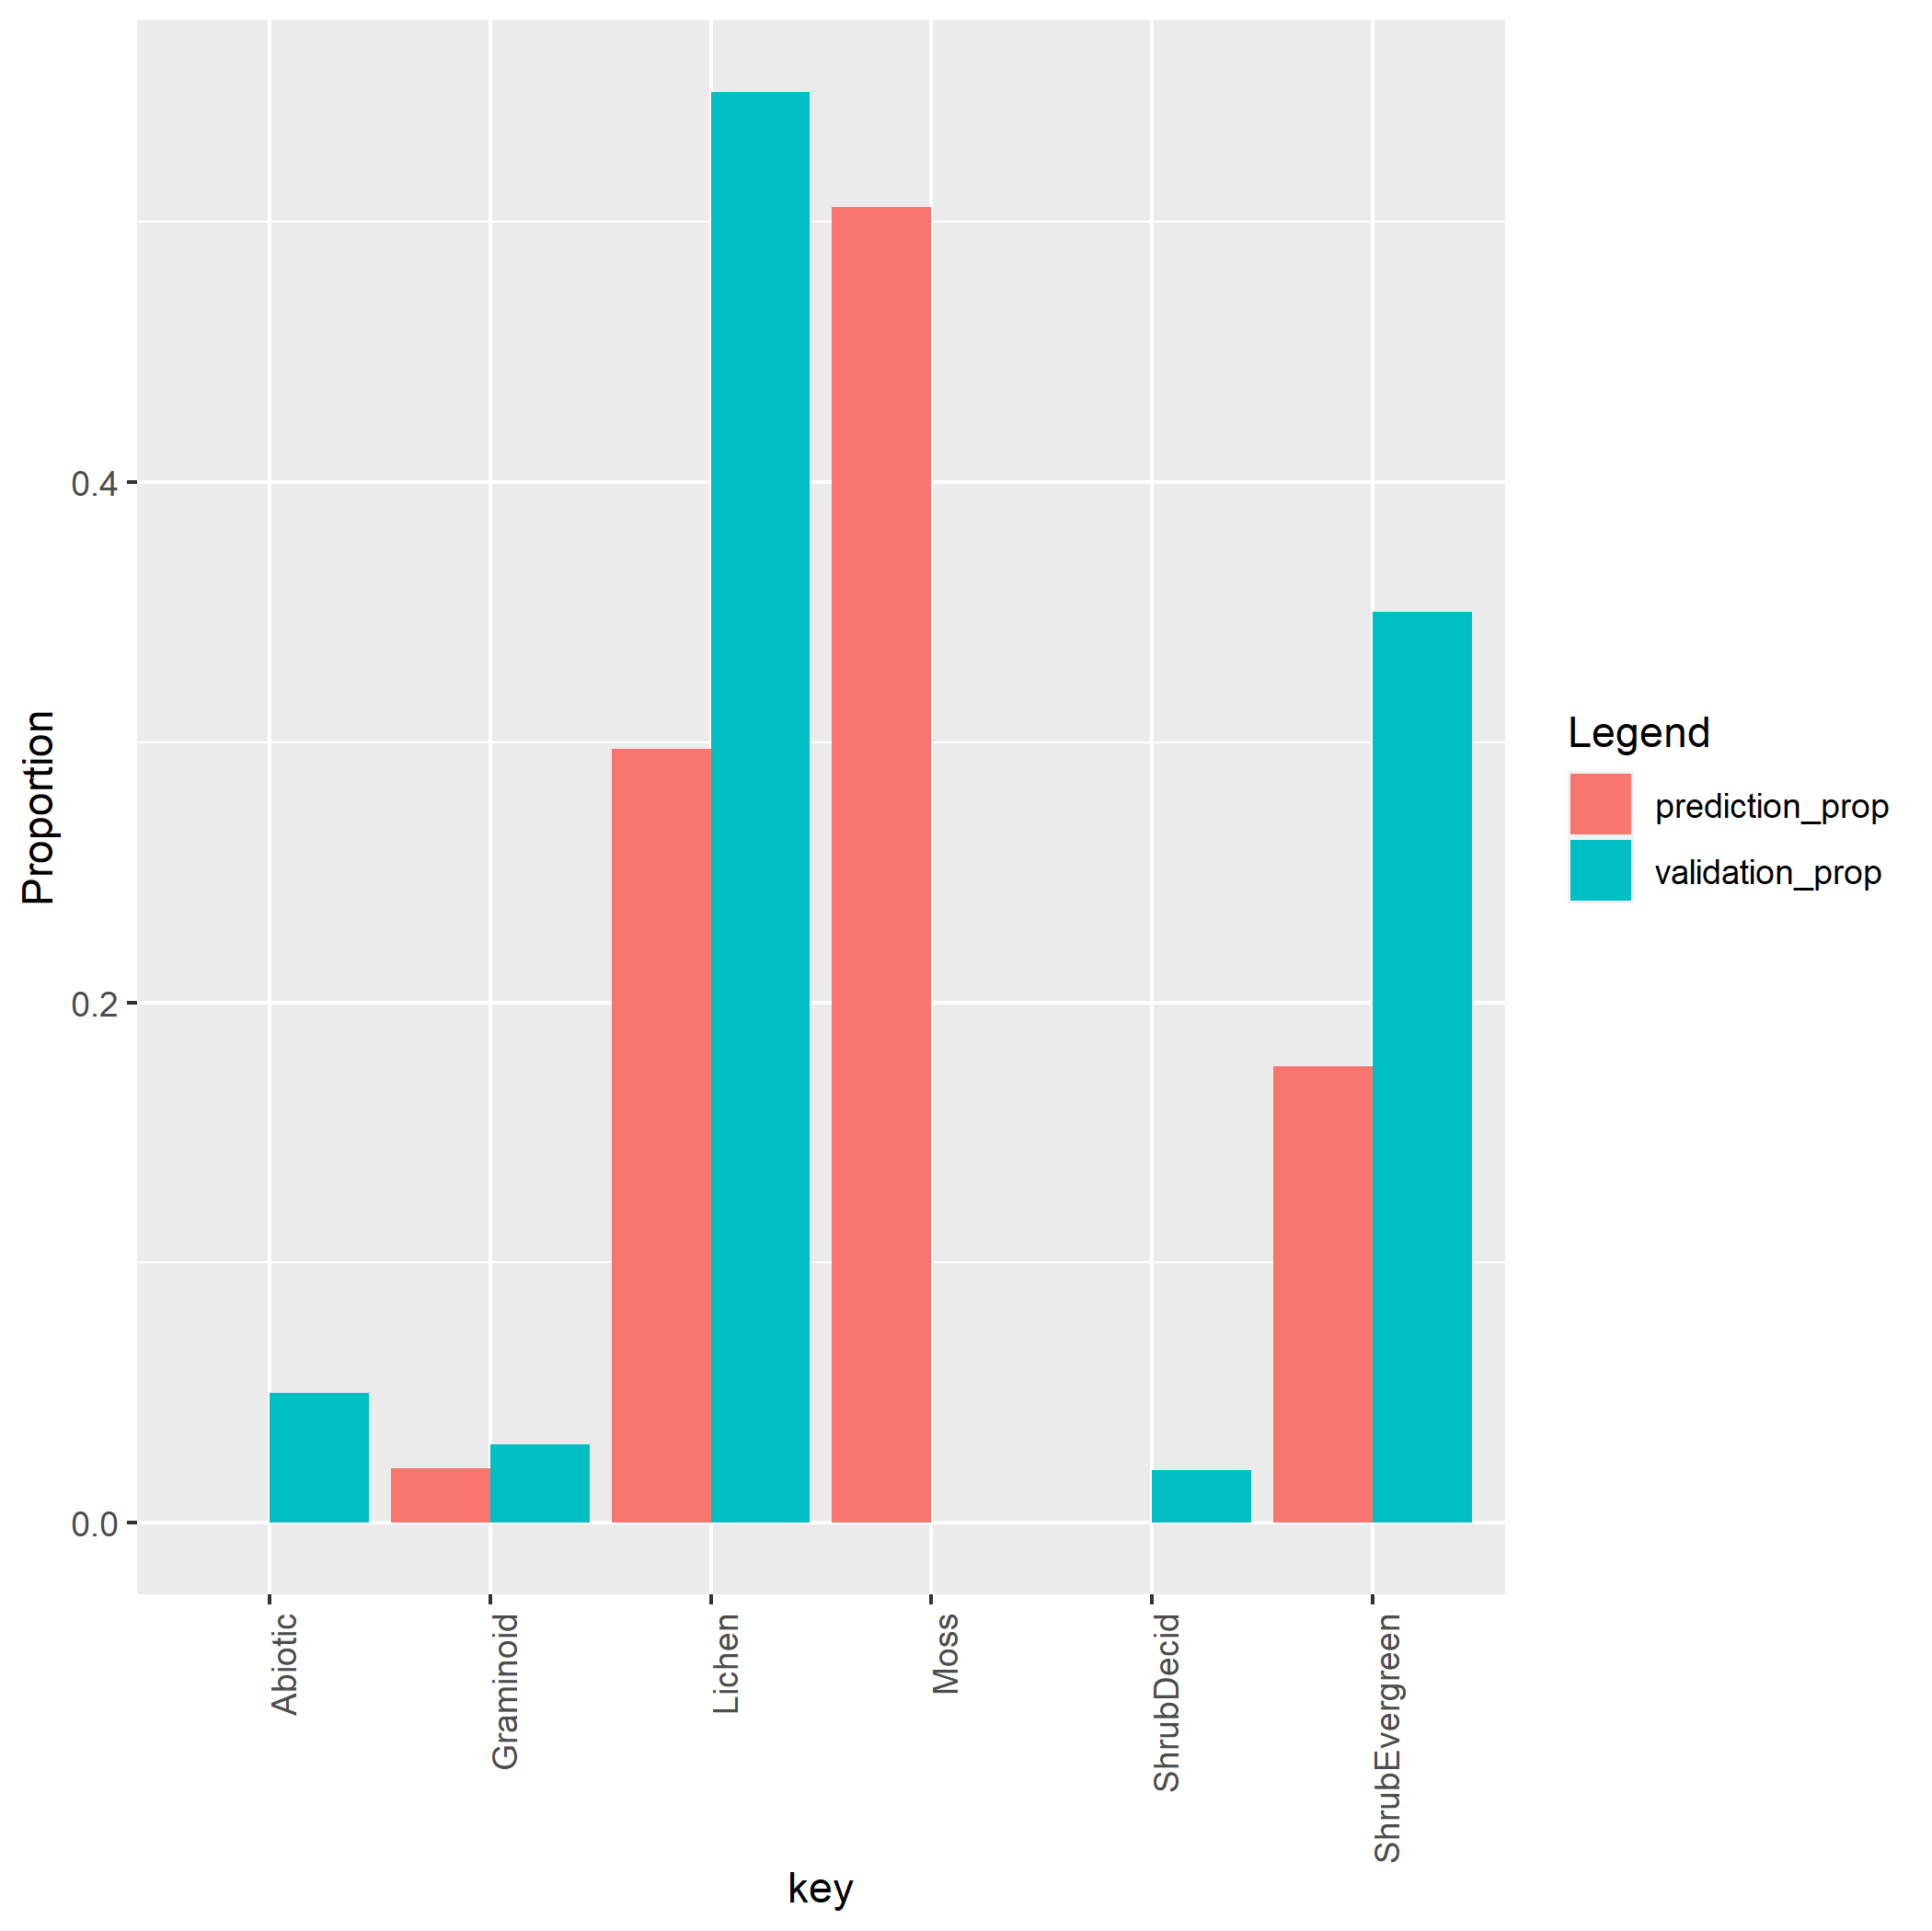 Proportion
0.4
0.2
0.0
Abiotic
Graminoid
Lichen
Moss
ShrubDecid
ShrubEvergreen
key
Legend
prediction_prop
validation_prop